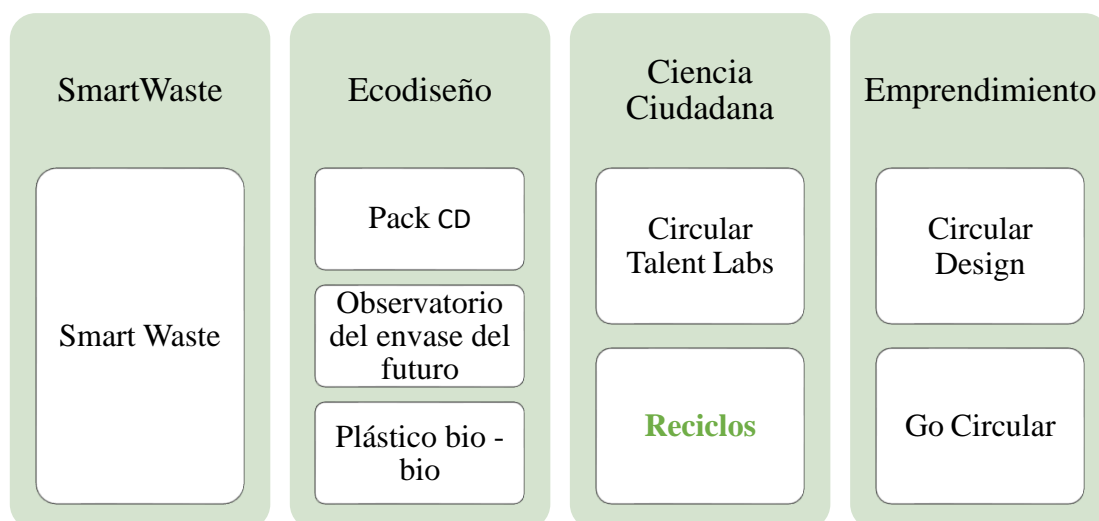 SmartWaste
Smart Waste
Ecodiseño
Pack CD
Observatorio
del envase del
futuro
Plástico bio -
bio
Ciencia
Ciudadana
Circular
Talent Labs
Reciclos
Emprendimiento
Circular
Design
Go Circular